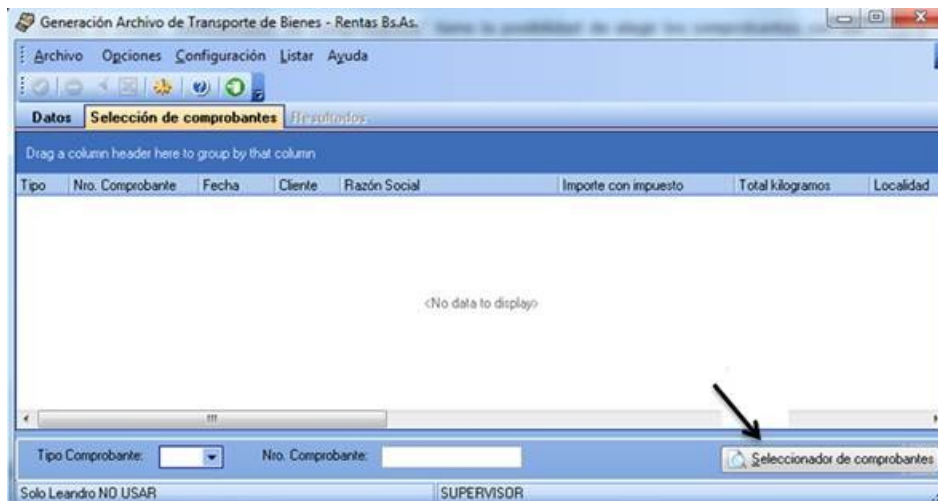 Generación Archivo de Transporte de Bienes - Rentas Bs.As.
Archivo Opciones Configuración Listar Ayuda
Datos Selección de comprobantes Resultados
Drag a column header here to group by that column
Tipo Nro. Comprobante Fecha Cliente Razón Social Importe con impuesto Total kilogramos Localidad
<No data to display>
Tipo Comprobante: Nro. Comprobante: Seleccionador de comprobantes
Solo Leandro NO USAR SUPERVISOR